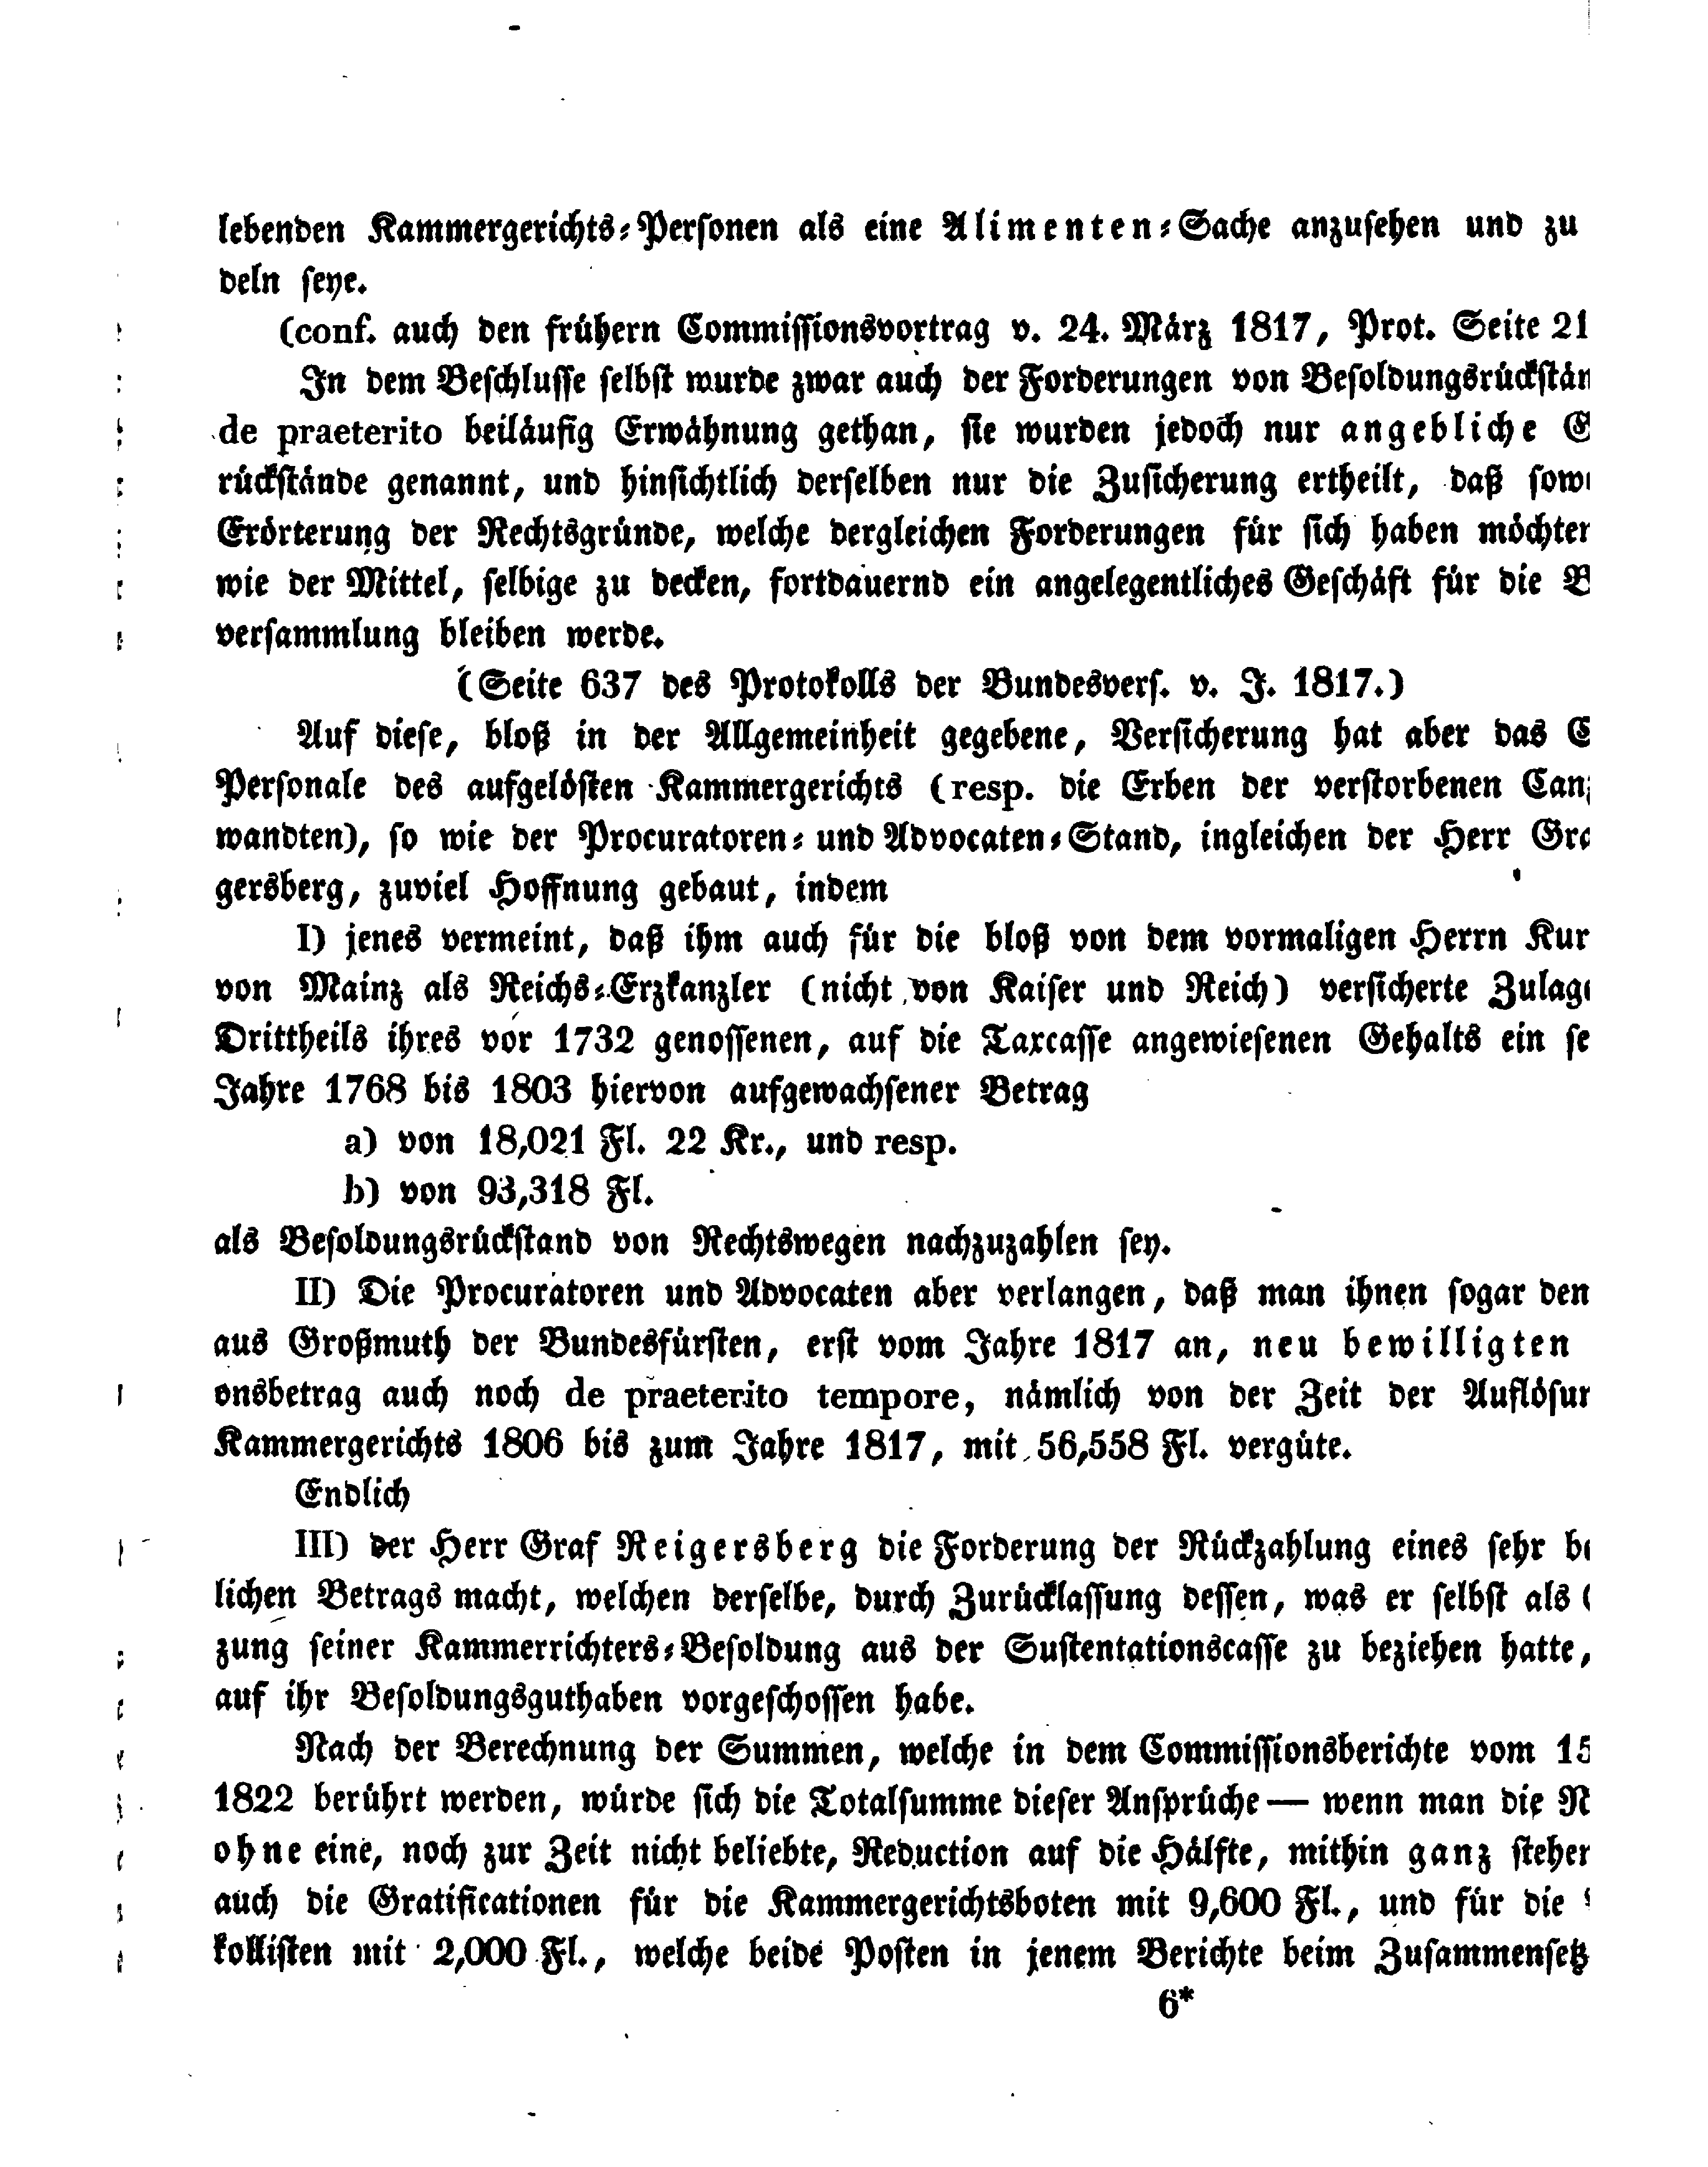 lebenden Kammergerichts-Personen als eine Alimenten-Sache anzusehen und zu
deln seye.
(conf. auch den frühern Commissionsvortrag v. 24. März 1817, Prot. Seite 21
In dem Beschlusse selbst wurde zwar auch der Forderungen von Besoldungsrückstän
de praeterito beiläufig Erwähnung gethan, sie wurden jedoch nur angebliche
rückstände genannt, und hinsichtlich derselben nur die Zusicherung ertheilt, daß sow
Erörterung der Rechtsgründe, welche dergleichen Forderungen für sich haben möchten
wie der Mittel, selbige zu decken, fortdauernd ein angelegentliches Geschäft für die B
versammlung bleiben werde.
(Seite 637 des Protokolls der Bundesvers. v. J. 1817.)
Auf diese, bloß in der Allgemeinheit gegebene, Versicherung hat aber das
Personale des aufgelösten Kammergerichts (resp. die Erben der verstorbenen Canz
wandten), so wie der Procuratoren- und Advocaten-Stand, ingleichen der Herr Gra
gersberg, zuviel Hoffnung gebaut, indem
I) jenes vermeint, daß ihm auch für die bloß von dem vormaligen Herrn Kur
von Mainz als Reichs-Erzkanzler (nicht von Kaiser und Reich) versicherte Zulage
Drittheils ihres vor 1732 genossenen, auf die Taxcasse angewiesenen Gehalts ein se
Jahre 1768 bis 1803 hiervon aufgewachsener Betrag
a) von 18,021 Fl. 22 Kr., und resp.
b) von 93,318 Fl.
als Besoldungsrückstand von Rechtswegen nachzuzahlen sey.
II) Die Procuratoren und Advocaten aber verlangen, daß man ihnen sogar den
aus Großmuth der Bundesfürsten, erst vom Jahre 1817 an, neu bewilligten
onsbetrag auch noch de praeterito tempore, nämlich von der Zeit der Auflösun
Kammergerichts 1806 bis zum Jahre 1817, mit 56,558 Fl. vergüte.
Endlich
III) der Herr Graf Reigersberg die Forderung der Rückzahlung eines sehr be
lichen Betrags macht, welchen derselbe, durch Zurücklassung dessen, was er selbst als
zung seiner Kammerrichters-Besoldung aus der Sustentationscasse zu beziehen hatte,
auf ihr Besoldungsguthaben vorgeschossen habe.
Nach der Berechnung der Summen, welche in dem Commissionsberichte vom 15
1822 berührt werden, würde sich die Totalsumme dieser Ansprüche — wenn man die N
ohne eine, noch zur Zeit nicht beliebte, Reduction auf die Hälfte, mithin ganz stehen
auch die Gratificationen für die Kammergerichtsboten mit 9,600 Fl., und für die
kollisten mit 2,000 Fl., welche beide Posten in jenem Berichte beim Zusammensetz
6*